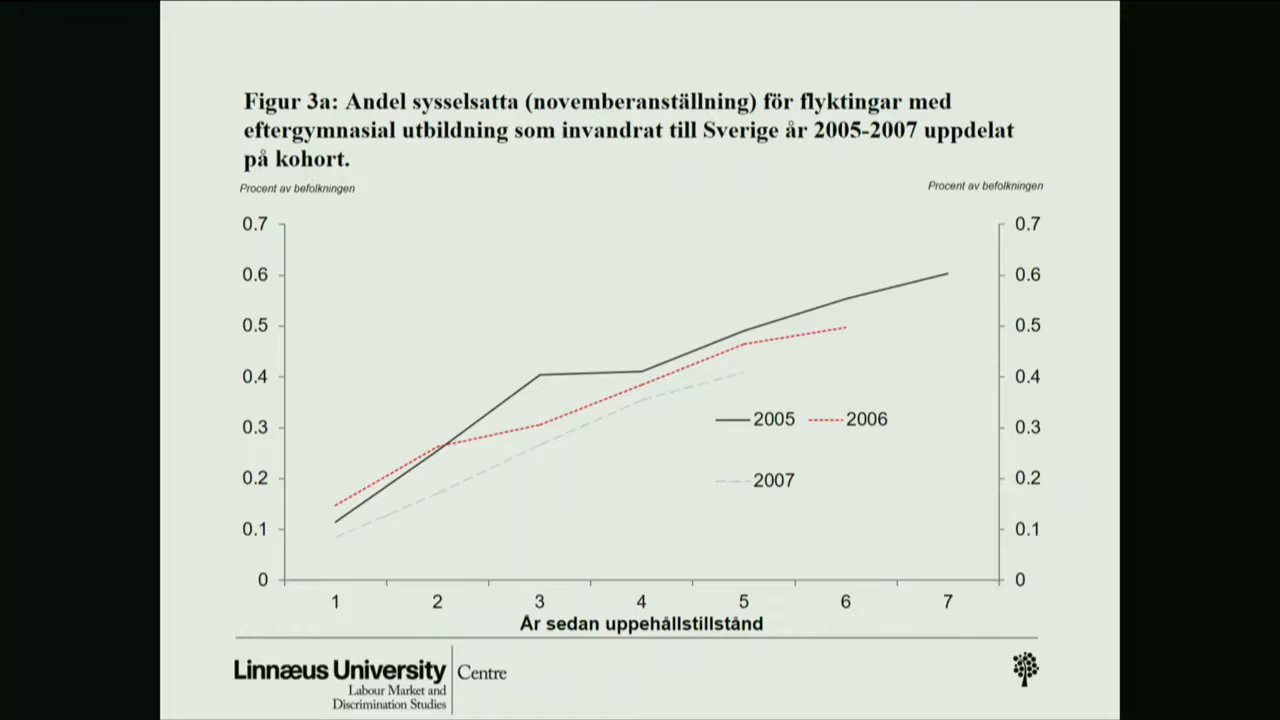 Figur 3a: Andel sysselsatta (novemberanställning) för flyktingar med
eftergymnasial utbildning som invandrat till Sverige år 2005-2007 uppdelat
på kohort.
Procent av befolkningen
Procent av befolkningen
0.7
0.6
0.5
0.4
0.3
0.2
0.1
0
0.7
0.6
0.5
0.4
0.3
0.2
0.1
0
2005 2006
2007
1 2 3 4 5 6 7
År sedan uppehållstillstånd
Linnæus University Centre
Labour Market and
Discrimination Studies